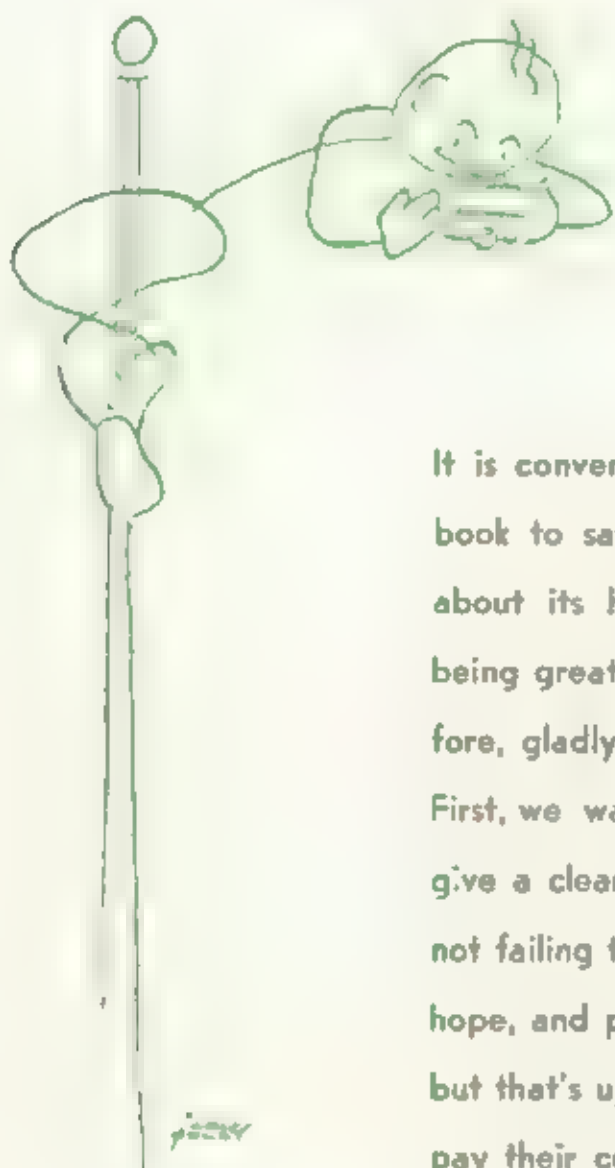 It is conver
book to sa
about its
being great
fore, gladly
First, we wa
give a clear
not failing t
hope, and p
but that's u
pay their c